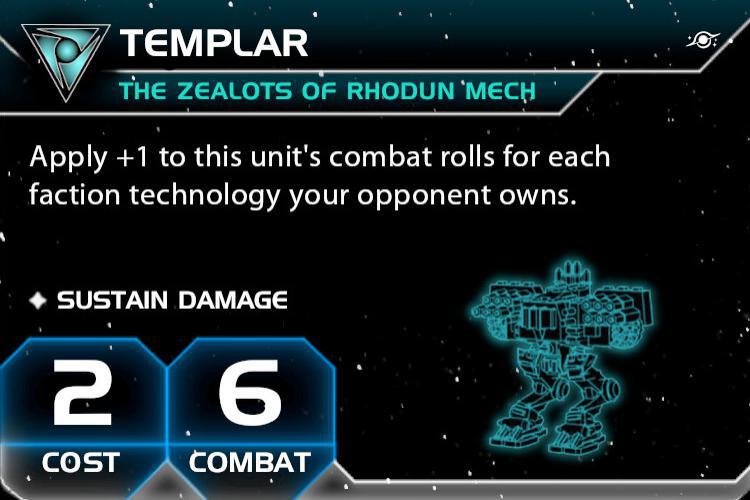 TEMPLAR
THE ZEALOTS OF RHODUN MECH
Apply +1 to this unit's combat rolls for each
faction technology your opponent owns.
SUSTAIN DAMAGE
2 6
COST COMBAT